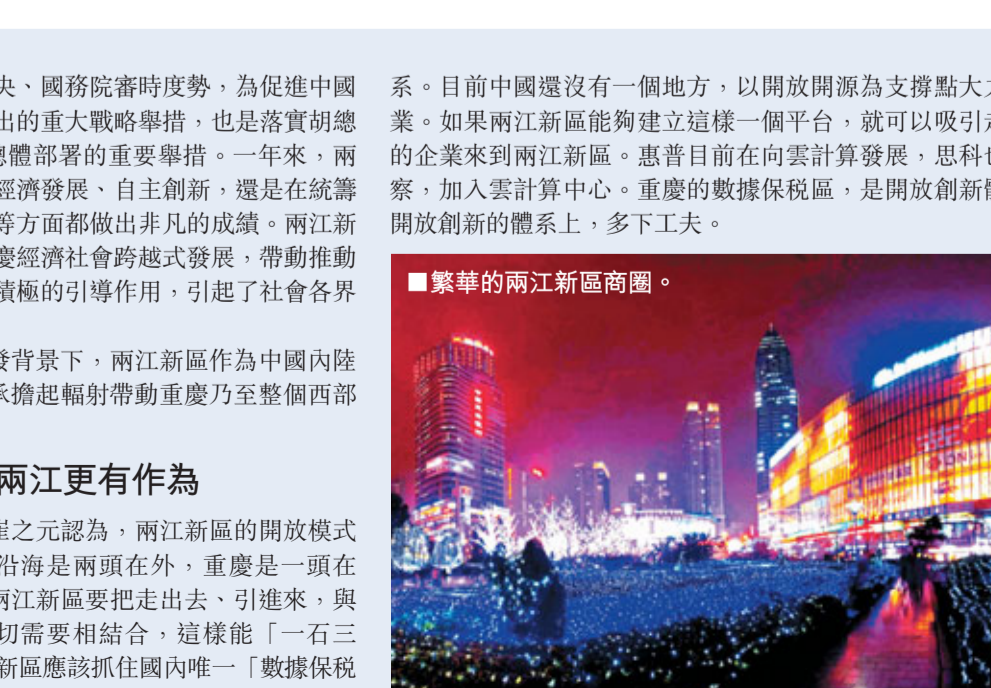 央、國務院審時度勢，為促進中國
出的重大戰略舉措，也是落實胡總
總體部署的重要舉措。一年來，兩
經濟發展、自主創新，還是在統籌
等方面都做出非凡的成績。兩江新
慶經濟社會跨越式發展，帶動推動
積極的引導作用，引起了社會各界
發背景下，兩江新區作為中國內陸
承擔起輻射帶動重慶乃至整個西部
兩江更有作為
崔之元認為，兩江新區的開放模式
沿海是兩頭在外，重慶是一頭在
兩江新區要把走出去、引進來，與
切需要相結合，這樣能「一石三
新區應該抓住國內唯一「數據保税
系。目前中國還沒有一個地方，以開放開源為支撐點大力
業。如果兩江新區能夠建立這樣一個平台，就可以吸引走
的企業來到兩江新區。惠普目前在向雲計算發展，思科也
察，加入雲計算中心。重慶的數據保税區，是開放創新體
開放創新的體系上，多下工夫。
■繁華的兩江新區商圈。